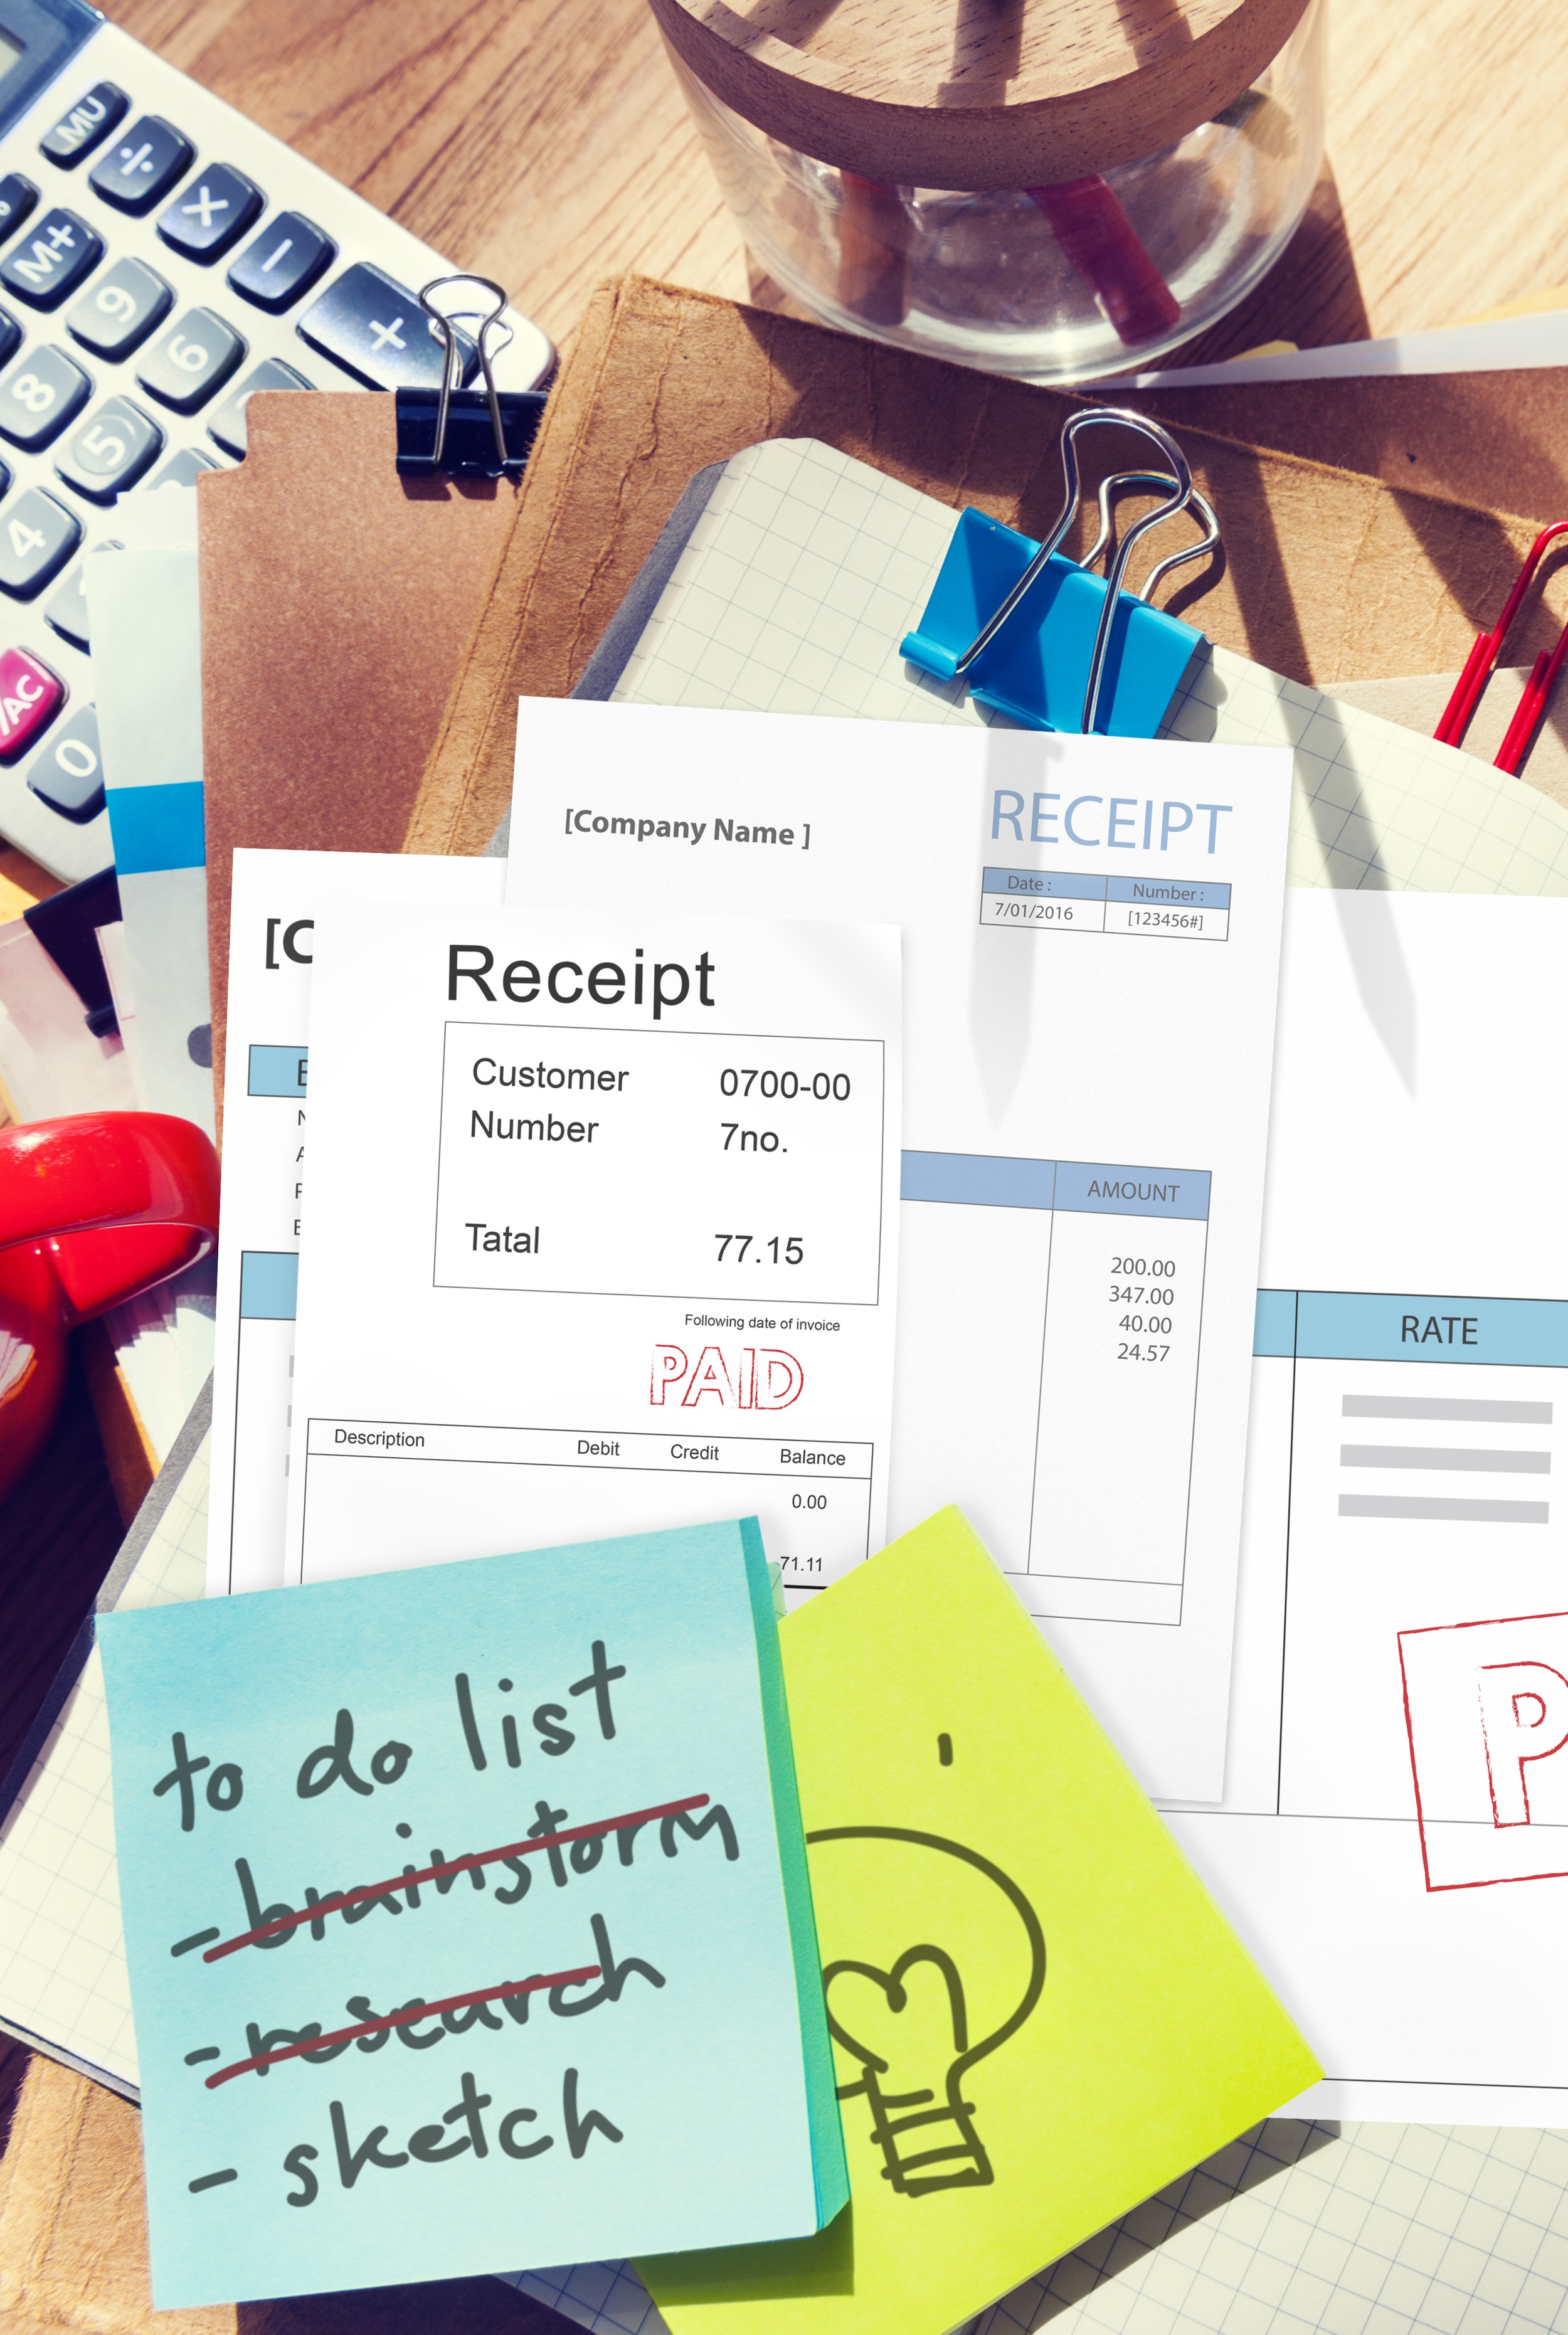 MU
÷
×
−
M+
9
6
+
8
5
4
/AC
0
[Company Name ]
RECEIPT
Date : Number :
7/01/2016 [123456#]
[C
Receipt
Customer 0700-00
Number 7no.
Tatal 77.15
Following date of invoice
PAID
Description Debit Credit Balance
0.00
71.11
AMOUNT
200.00
347.00
40.00
24.57
RATE
P
to do list
- brainstorm
- research
- sketch